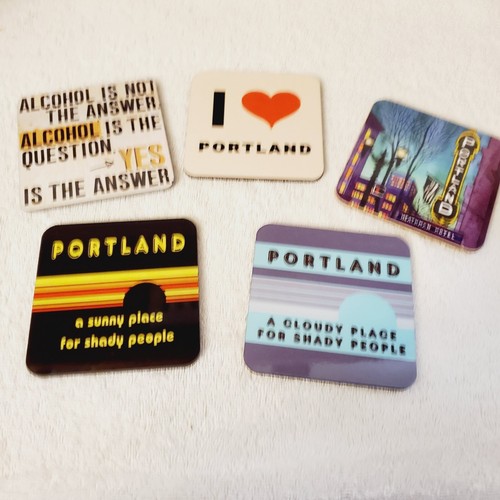 ALCOHOL IS NOT
THE ANSWER
ALCOHOL IS THE
QUESTION
YES
IS THE ANSWER
I
PORTLAND
PORTLAND
PORTLAND
a sunny place
for shady people
PORTLAND
A CLOUDY PLACE
FOR SHADY PEOPLE